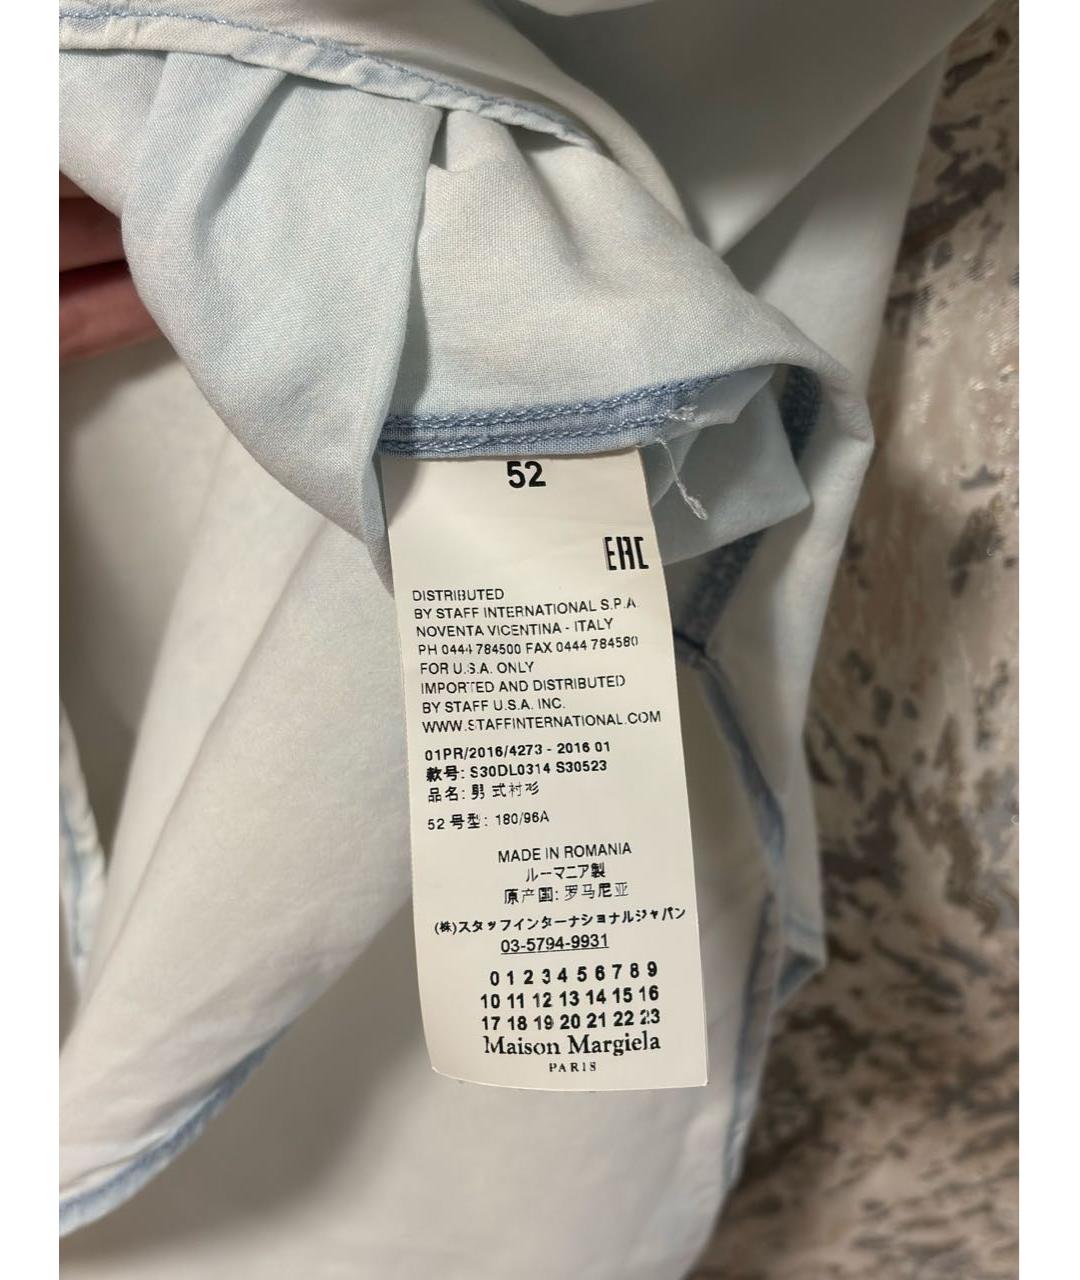 52
EAC
DISTRIBUTED
BY STAFF INTERNATIONAL S.P.A.
NOVENTA VICENTINA - ITALY
PH 0444 784500 FAX 0444 784580
FOR U.S.A. ONLY
IMPORTED AND DISTRIBUTED
BY STAFF U.S.A. INC.
WWW.STAFFINTERNATIONAL.COM
01PR/2016/4273 - 2016 01
款号: S30DL0314 S30523
品名: 男式衬衫
52 号型: 180/96A
MADE IN ROMANIA
ルーマニア製
原产国: 罗马尼亚
(株)スタッフインターナショナルジャパン
03-5794-9931
0 1 2 3 4 5 6 7 8 9
10 11 12 13 14 15 16
17 18 19 20 21 22 23
Maison Margiela
PARIS